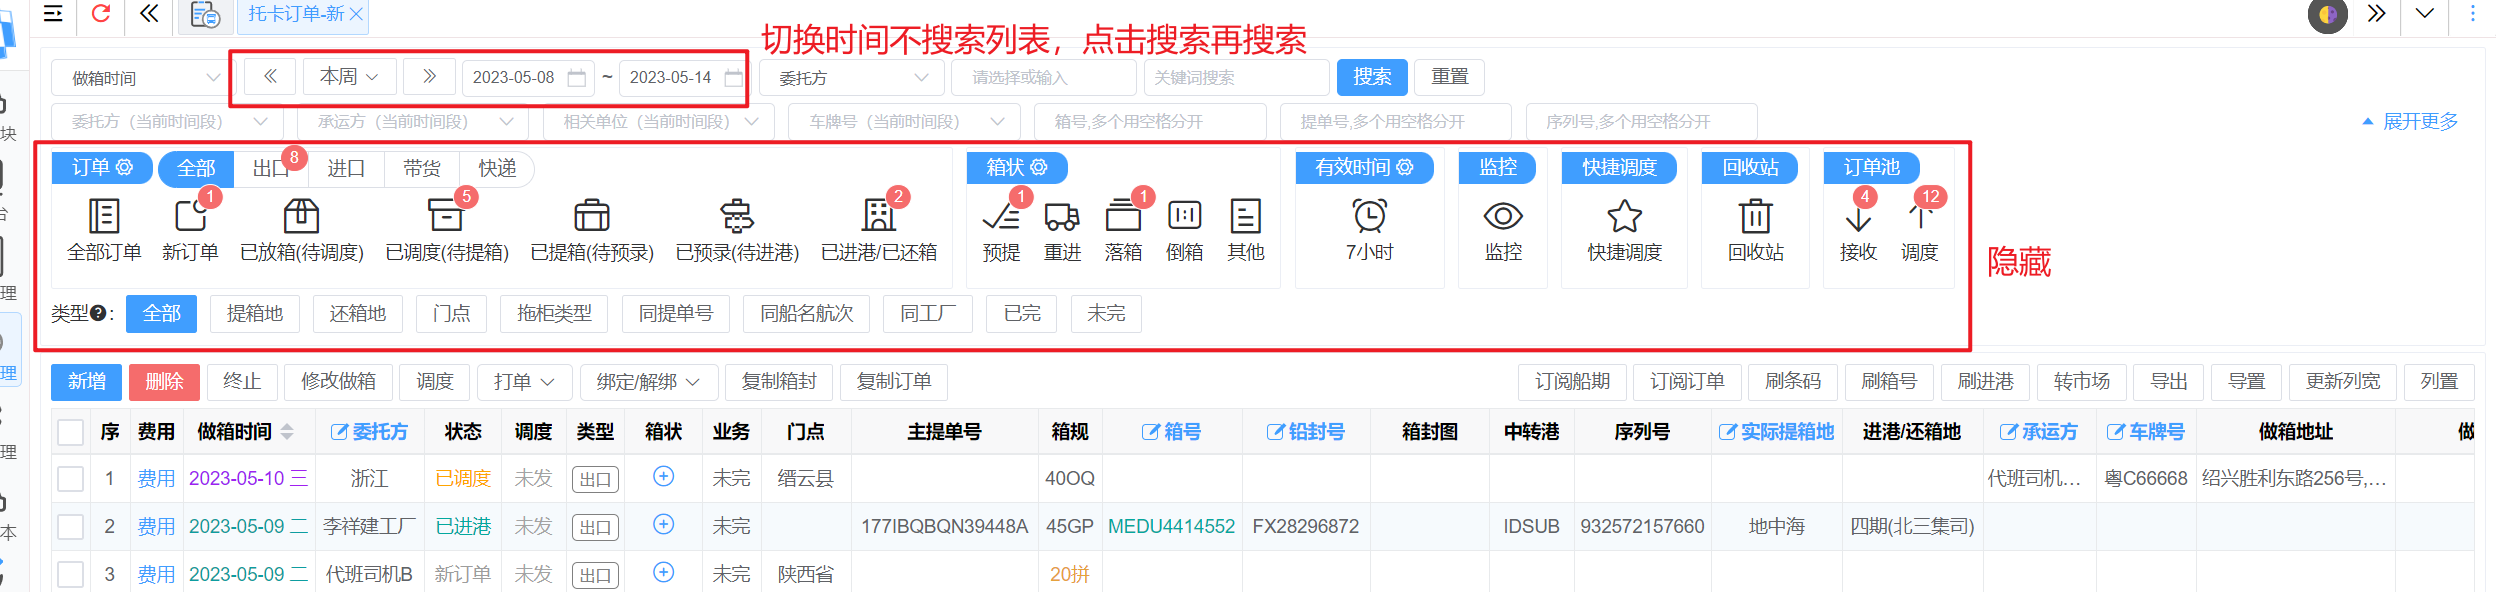 托卡订单-新
切换时间不搜索列表，点击搜索再搜索
做箱时间 本周 2023-05-08 ~ 2023-05-14 委托方 请选择或输入 关键词搜索 搜索 重置
委托方（当前时间段） 承运方（当前时间段） 相关单位（当前时间段） 车牌号（当前时间段） 箱号,多个用空格分开 提单号,多个用空格分开 序列号,多个用空格分开 展开更多
块
订单 全部 出口 8 进口 带货 快递 箱状 有效时间 监控 快捷调度 回收站 订单池
1 5 2 1 1 4 12
台
全部订单 新订单 已放箱(待调度) 已调度(待提箱) 已提箱(待预录) 已预录(待进港) 已进港/已还箱 预提 重进 落箱 倒箱 其他 7小时 监控 快捷调度 回收站 接收 调度
隐藏
理
类型?: 全部 提箱地 还箱地 门点 拖柜类型 同提单号 同船名航次 同工厂 已完 未完
理
新增 删除 终止 修改做箱 调度 打单 绑定/解绑 复制箱封 复制订单 订阅船期 订阅订单 刷条码 刷箱号 刷进港 转市场 导出 导置 更新列宽 列置
序 费用 做箱时间 委托方 状态 调度 类型 箱状 业务 门点 主提单号 箱规 箱号 铅封号 箱封图 中转港 序列号 实际提箱地 进港/还箱地 承运方 车牌号 做箱地址 做
理
1 费用 2023-05-10 三 浙江 已调度 未发 出口 未完 缙云县 40OQ 代班司机... 粤C66668 绍兴胜利东路256号,...
2 费用 2023-05-09 二 李祥建工厂 已进港 未发 出口 未完 177IBQBQN39448A 45GP MEDU4414552 FX28296872 IDSUB 932572157660 地中海 四期(北三集司)
本
3 费用 2023-05-09 二 代班司机B 新订单 未发 出口 未完 陕西省 20拼